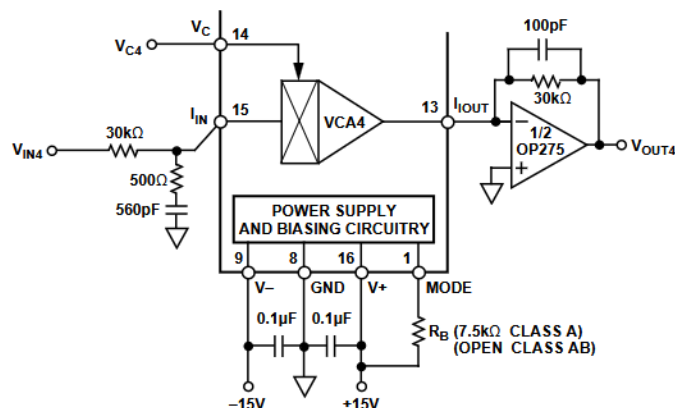 100pF
30kΩ
V_C
V_C4
14
I_IN
15
VCA4
13
I_IOUT
30kΩ
V_IN4
500Ω
560pF
−
1/2
OP275
+
V_OUT4
POWER SUPPLY
AND BIASING CIRCUITRY
9
8
16
1
V–
GND
V+
MODE
0.1µF
0.1µF
R_B (7.5kΩ CLASS A)
(OPEN CLASS AB)
–15V
+15V